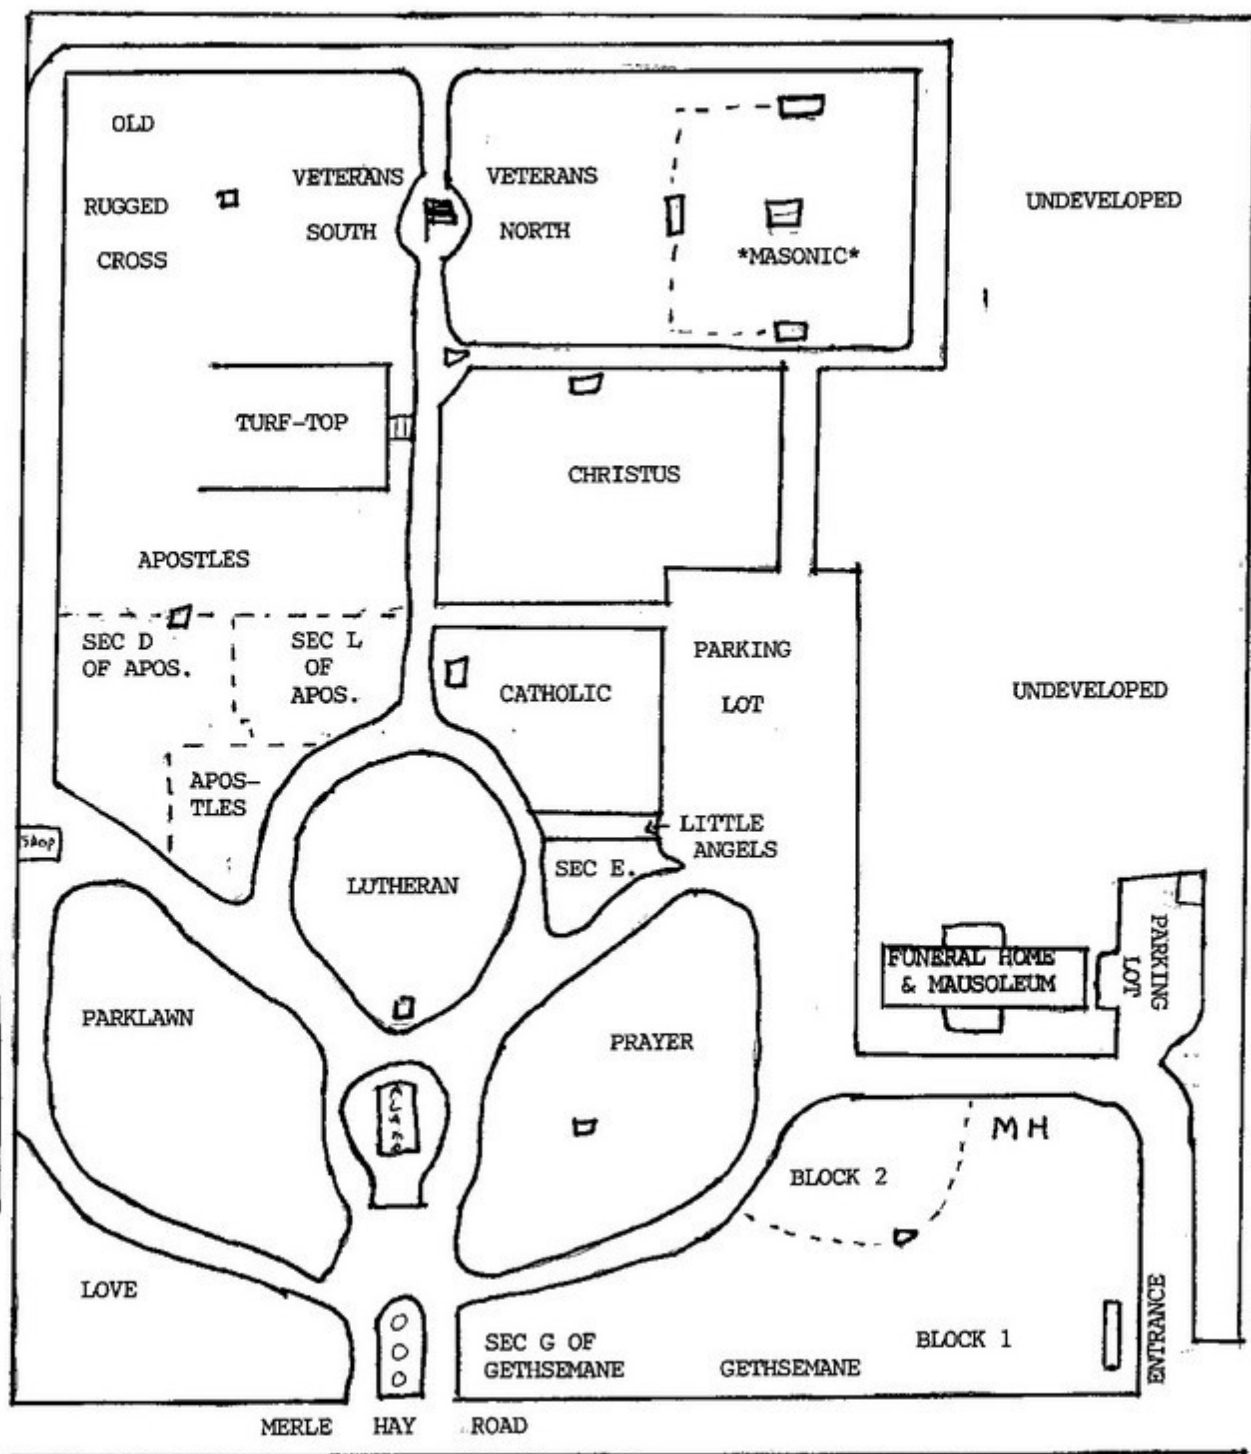 OLD
RUGGED
CROSS
VETERANS
SOUTH
VETERANS
NORTH
*MASONIC*
UNDEVELOPED
TURF-TOP
CHRISTUS
APOSTLES
SEC D
OF APOS.
SEC L
OF
APOS.
CATHOLIC
PARKING
LOT
UNDEVELOPED
APOS-
TLES
SHOP
LITTLE
ANGELS
SEC E.
LUTHERAN
FUNERAL HOME
& MAUSOLEUM
PARKING
LOT
PARKLAWN
PRAYER
MH
BLOCK 2
LOVE
SEC G OF
GETHSEMANE
GETHSEMANE
BLOCK 1
ENTRANCE
MERLE HAY ROAD